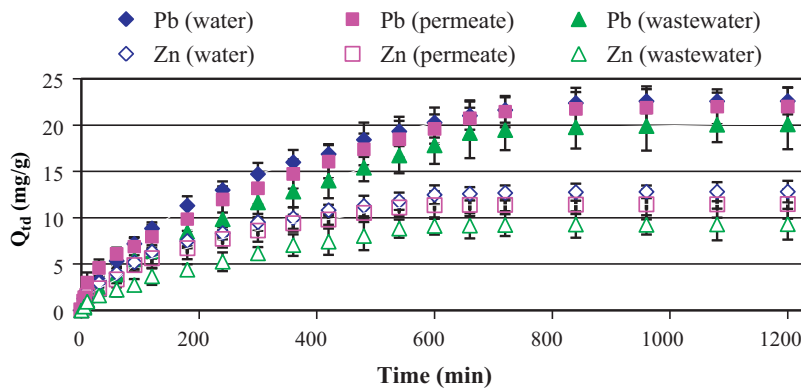 Pb (water) Pb (permeate) Pb (wastewater)
Zn (water) Zn (permeate) Zn (wastewater)
25
20
15
10
5
0
Q_td (mg/g)
0 200 400 600 800 1000 1200
Time (min)